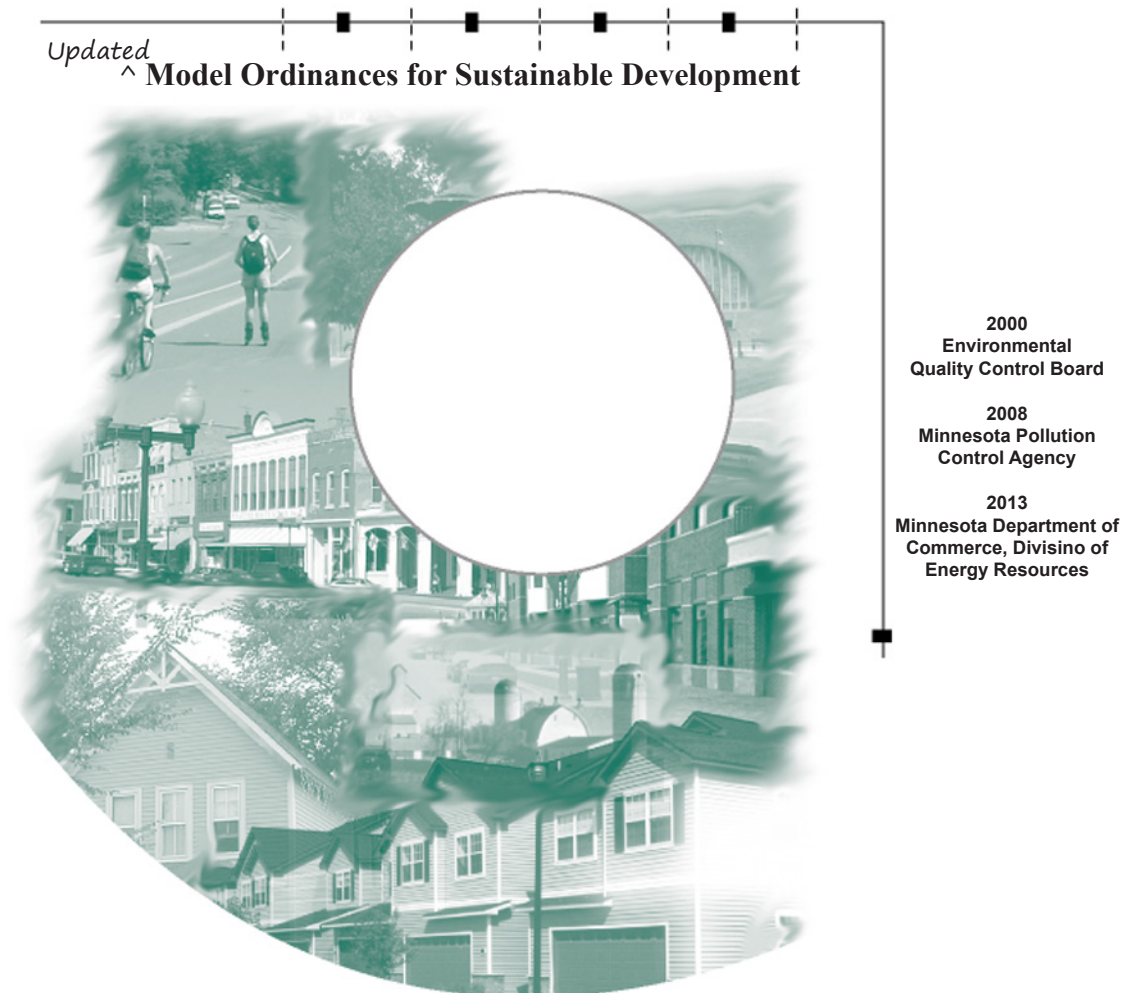 Updated
^ Model Ordinances for Sustainable Development
2000
Environmental
Quality Control Board
2008
Minnesota Pollution
Control Agency
2013
Minnesota Department of
Commerce, Divisino of
Energy Resources